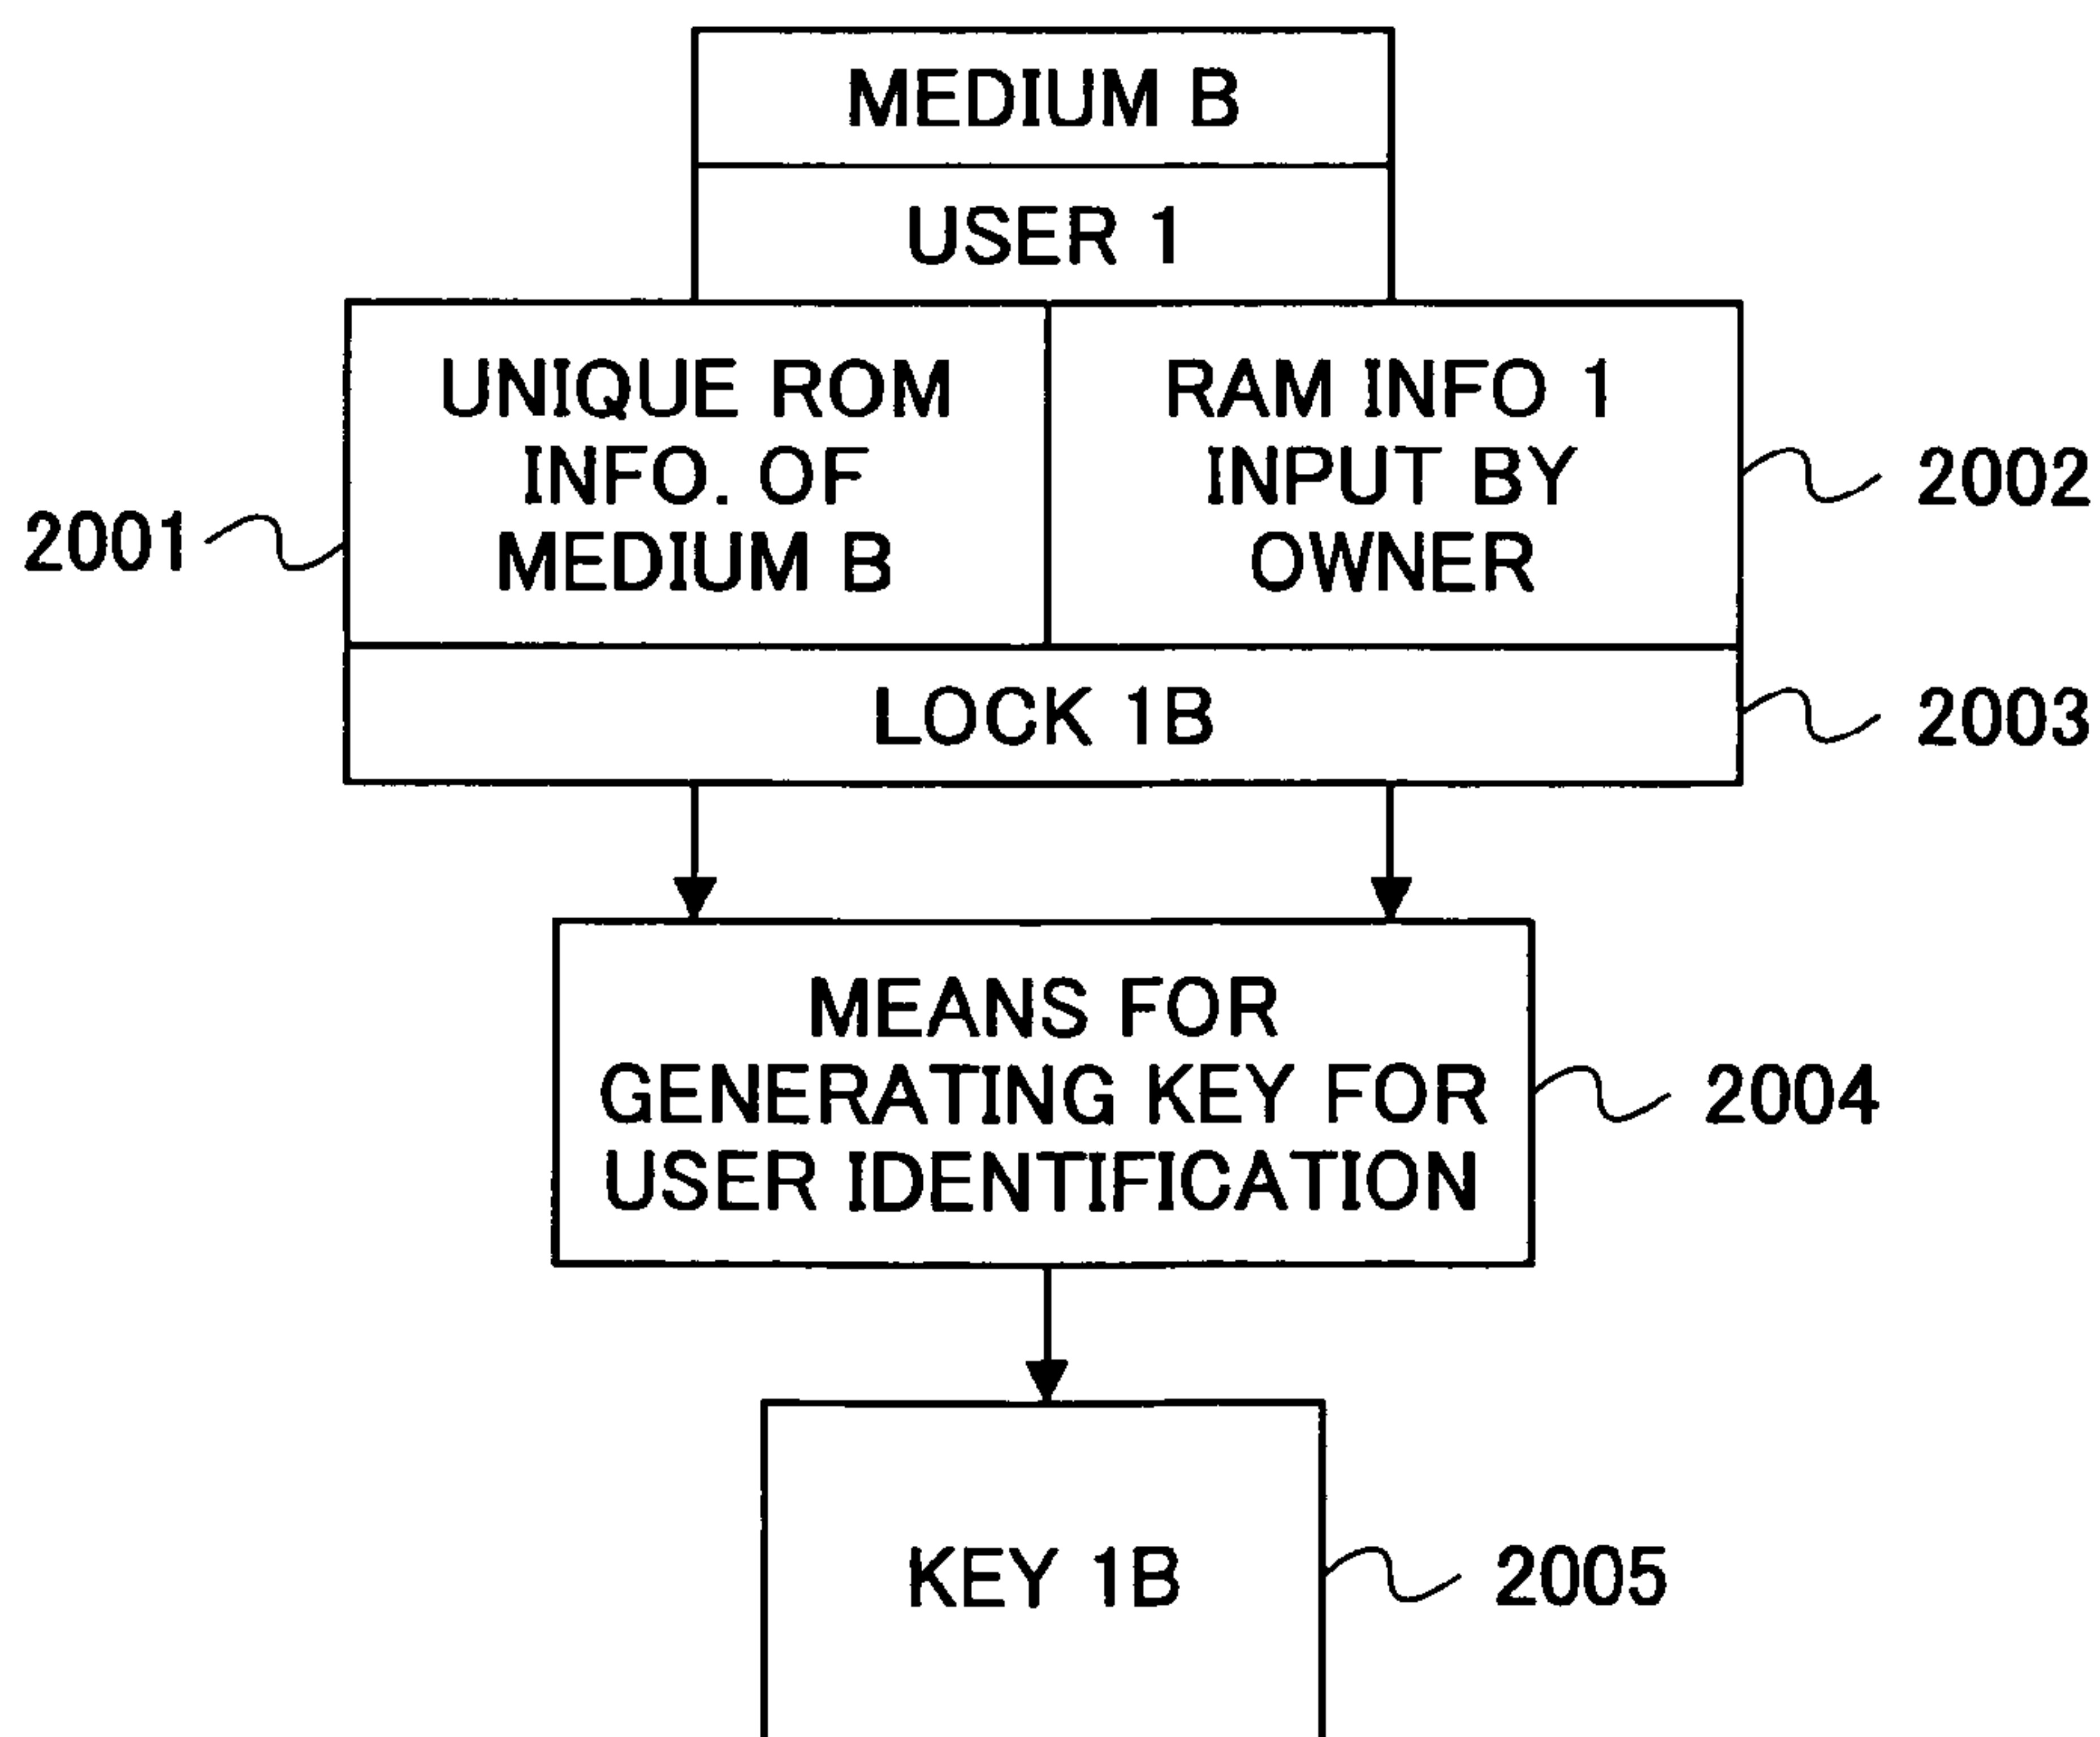 MEDIUM B
USER 1
UNIQUE ROM
INFO. OF
MEDIUM B
2001
RAM INFO 1
INPUT BY
OWNER
2002
LOCK 1B
2003
MEANS FOR
GENERATING KEY FOR
USER IDENTIFICATION
2004
KEY 1B
2005